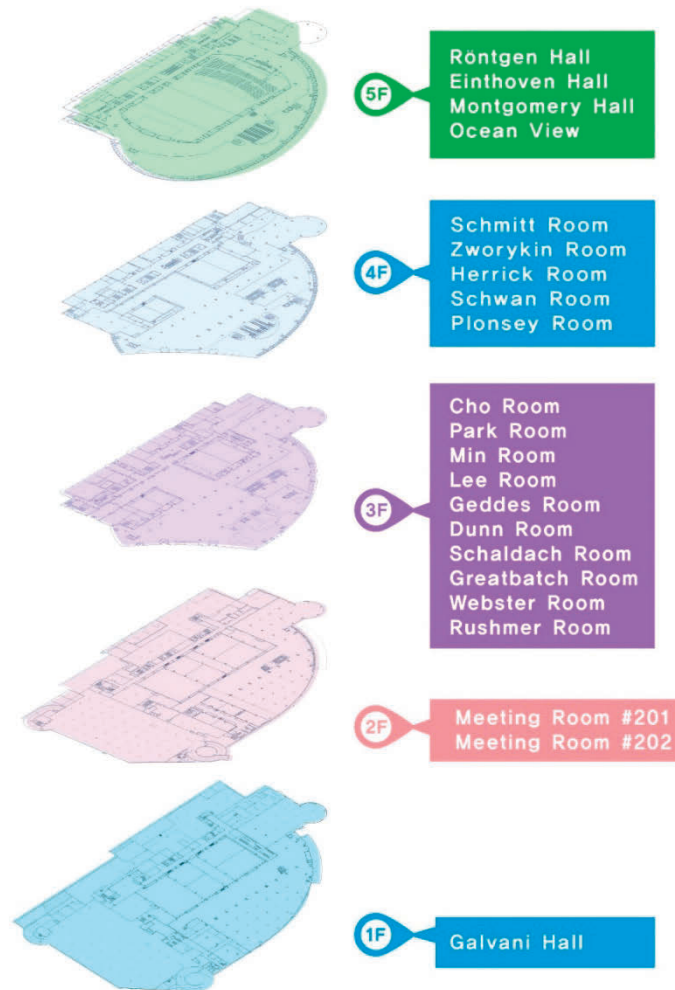 5F
Röntgen Hall
Einthoven Hall
Montgomery Hall
Ocean View
4F
Schmitt Room
Zworykin Room
Herrick Room
Schwan Room
Plonsey Room
3F
Cho Room
Park Room
Min Room
Lee Room
Geddes Room
Dunn Room
Schaldach Room
Greatbatch Room
Webster Room
Rushmer Room
2F
Meeting Room #201
Meeting Room #202
1F
Galvani Hall